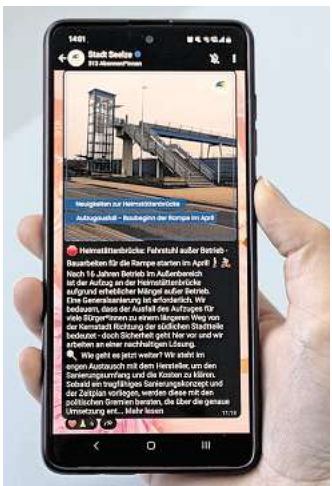 14:01
Stadt Seelze
313 Abonnent*innen
Neuigkeiten zur Heimstättenbrücke
Aufzugausfall - Baubeginn der Rampe im April
Heimstättenbrücke: Fahrstuhl außer Betrieb -
Bauarbeiten für die Rampe starten im April!
Nach 16 Jahren Betrieb im Außenbereich
ist der Aufzug an der Heimstättenbrücke
aufgrund erheblicher Mängel außer Betrieb.
Eine Generalsanierung ist erforderlich. Wir
bedauern, dass der Ausfall des Aufzuges für
viele Bürger*innen zu einem längeren Weg von
der Kernstadt Richtung der südlichen Stadtteile
bedeutet - doch Sicherheit geht hier vor und wir
arbeiten an einer nachhaltigen Lösung.
Wie geht es jetzt weiter? Wir steht im
engen Austausch mit dem Hersteller, um den
Sanierungsumfang und die Kosten zu klären.
Sobald ein tragfähiges Sanierungskonzept und
der Zeitplan vorliegen, werden diese mit den
politischen Gremien beraten, die über die genaue
Umsetzung ent... Mehr lesen